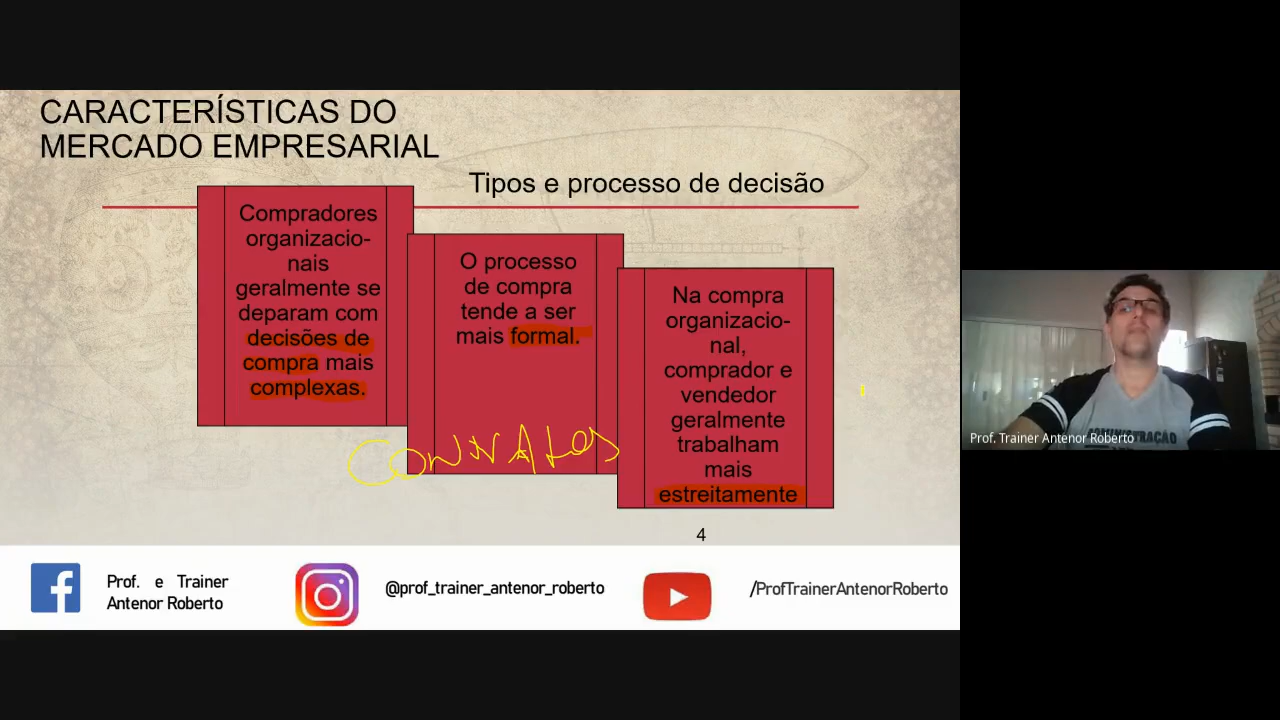 CARACTERÍSTICAS DO
MERCADO EMPRESARIAL
Tipos e processo de decisão
Compradores
organizacio-
nais
geralmente se
deparam com
decisões de
compra mais
complexas.
O processo
de compra
tende a ser
mais formal.
Na compra
organizacio-
nal,
comprador e
vendedor
geralmente
trabalham
mais
estreitamente
4
Prof. e Trainer
Antenor Roberto
@prof_trainer_antenor_roberto
/ProfTrainerAntenorRoberto
ADMINISTRAÇÃO
Prof. Trainer Antenor Roberto